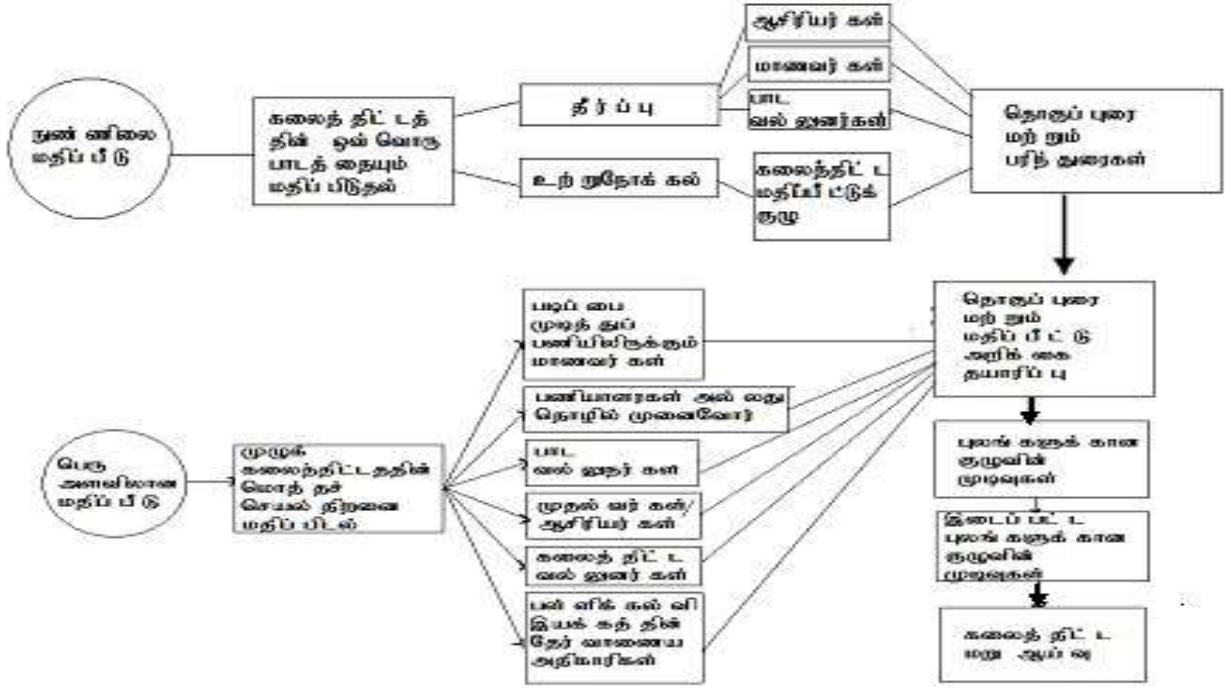 நுண் ணிலை
மதிப் பீ டு
கலைத் திட் டத்
தின் ஒவ் வொரு
பாடத் தையும்
மதிப் பிடுதல்
தீ ர் ப் பு
உற் றுநோக் கல்
ஆசிரியர் கள்
மாணவர் கள்
பாட
வல் லுனர்கள்
கலைந்திட் ட
மதிப்பீ ட்டுக்
குழு
தொகுப் புரை
மற் றும்
பரிந் துரைகள்
தொகுப் புரை
மற் றும்
மதிப் பீ ட் டு
அறிக் கை
தயாரிப் பு
புலங் களுக் கான
குழுவின்
முடிவுகள்
இடைப் பட் ட
புலங் களுக் கான
குழுவின்
முடிவுகள்
கலைத் திட் ட
மறு ஆய் வு
பெரு
அளவிலான
மதிப் பீ டு
முழுக்
கலைத்திட்டததின்
மொத் தச்
செயல் திறனை
மதிப் பிடல்
படிப் பை
முடித் துப்
பணியிலிருக்கும்
மாணவர் கள்
பணியாளரகள் அல் லது
தொழில் முனைவோர்
பாட
வல் லுநர் கள்
முதல் வர் கள்/
ஆசிரியர் கள்
கலைத் திட் ட
வல் லுனர் கள்
பள் ளிக் கல் வி
இயக் கத் தின்
தேர் வாணைய
அதிகாரிகள்